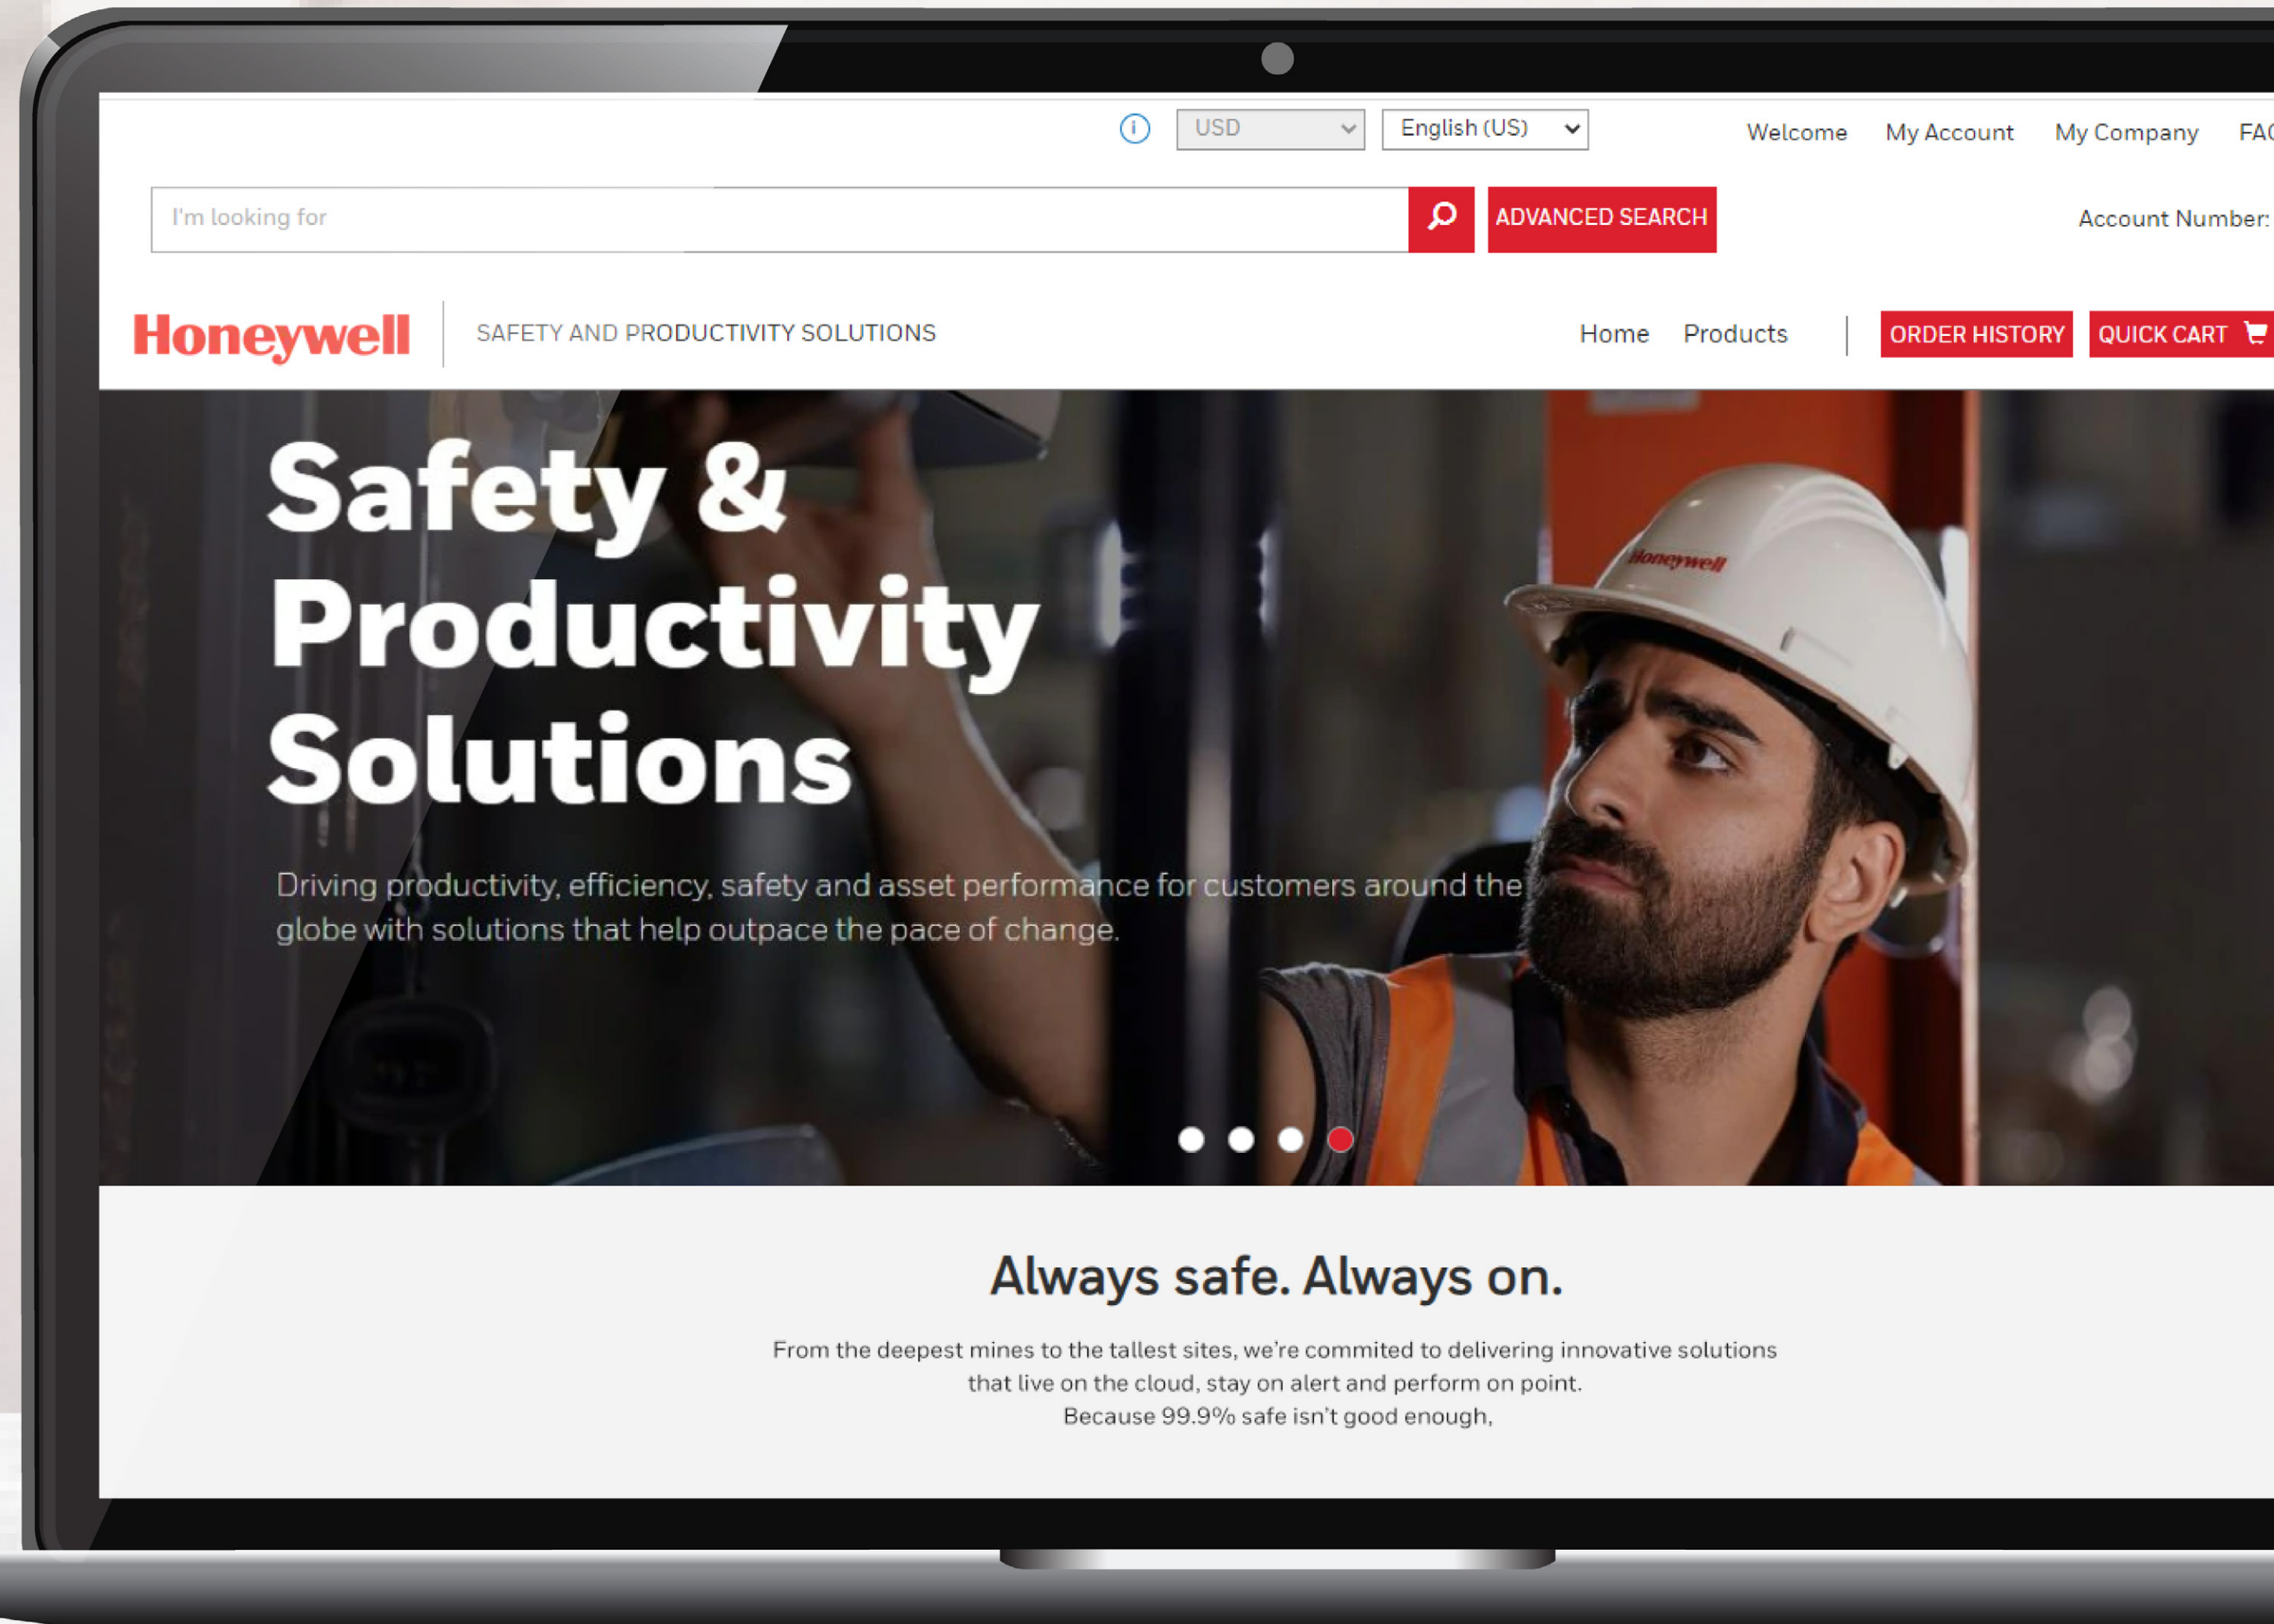 USD English (US) Welcome My Account My Company
I'm looking for ADVANCED SEARCH Account Number:
Honeywell SAFETY AND PRODUCTIVITY SOLUTIONS Home Products ORDER HISTORY QUICK CART
Safety &
Productivity
Solutions
Honeywell
Driving productivity, efficiency, safety and asset performance for customers around the
globe with solutions that help outpace the pace of change.
Always safe. Always on.
From the deepest mines to the tallest sites, we're commited to delivering innovative solutions
that live on the cloud, stay on alert and perform on point.
Because 99.9% safe isn't good enough,